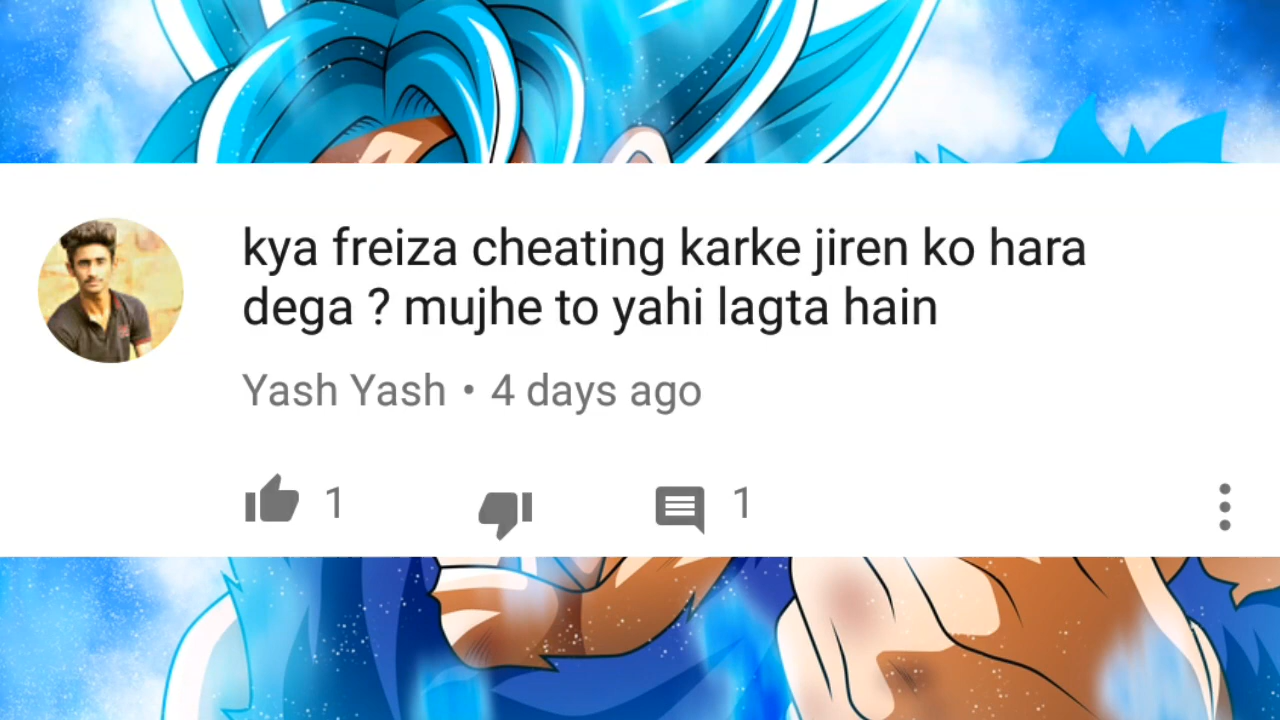 kya freiza cheating karke jiren ko hara
dega ? mujhe to yahi lagta hain
Yash Yash • 4 days ago
1
1